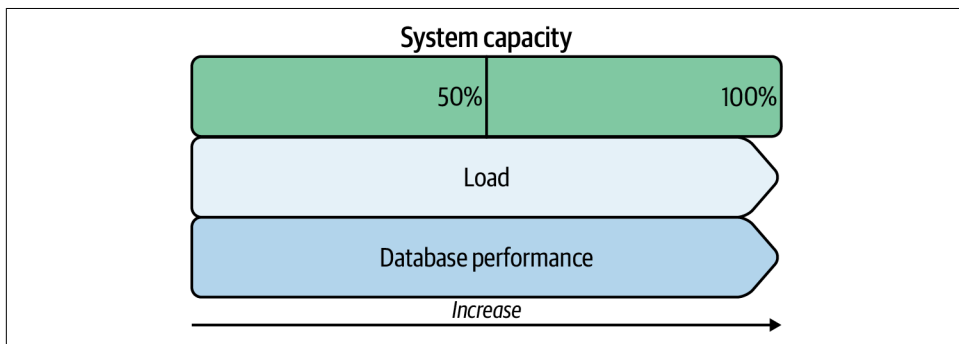 System capacity
50% 100%
Load
Database performance
Increase